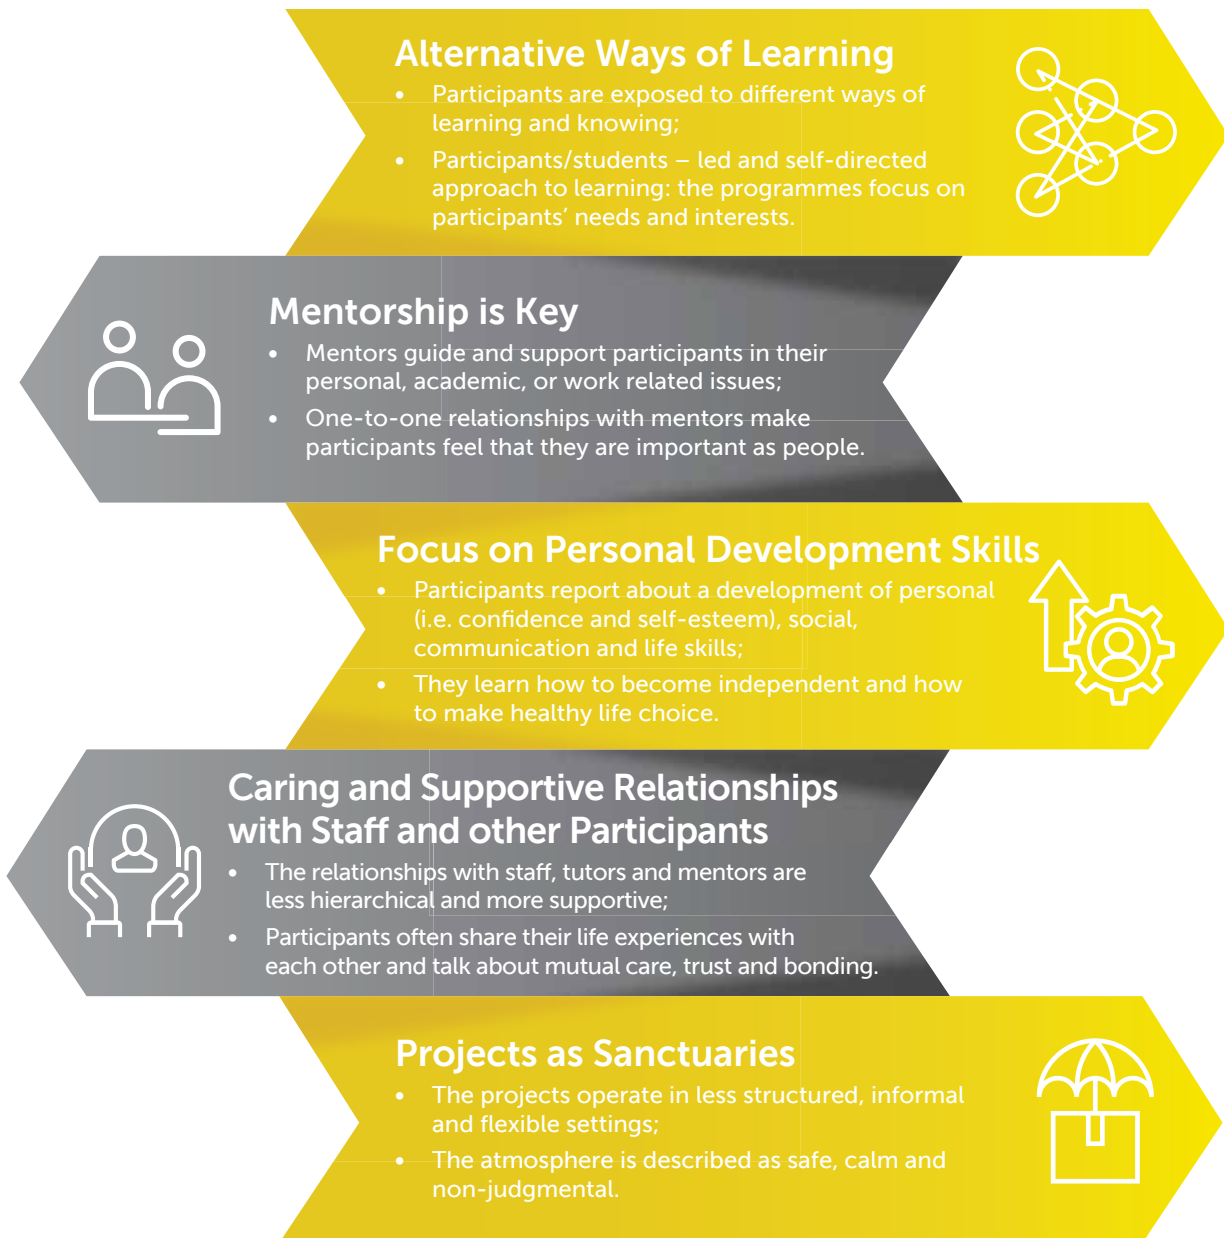 Alternative Ways of Learning
• Participants are exposed to different ways of
learning and knowing;
• Participants/students – led and self-directed
approach to learning: the programmes focus on
participants’ needs and interests.
Mentorship is Key
• Mentors guide and support participants in their
personal, academic, or work related issues;
• One-to-one relationships with mentors make
participants feel that they are important as people.
Focus on Personal Development Skills
• Participants report about a development of personal
(i.e. confidence and self-esteem), social,
communication and life skills;
• They learn how to become independent and how
to make healthy life choice.
Caring and Supportive Relationships
with Staff and other Participants
• The relationships with staff, tutors and mentors are
less hierarchical and more supportive;
• Participants often share their life experiences with
each other and talk about mutual care, trust and bonding.
Projects as Sanctuaries
• The projects operate in less structured, informal
and flexible settings;
• The atmosphere is described as safe, calm and
non-judgmental.